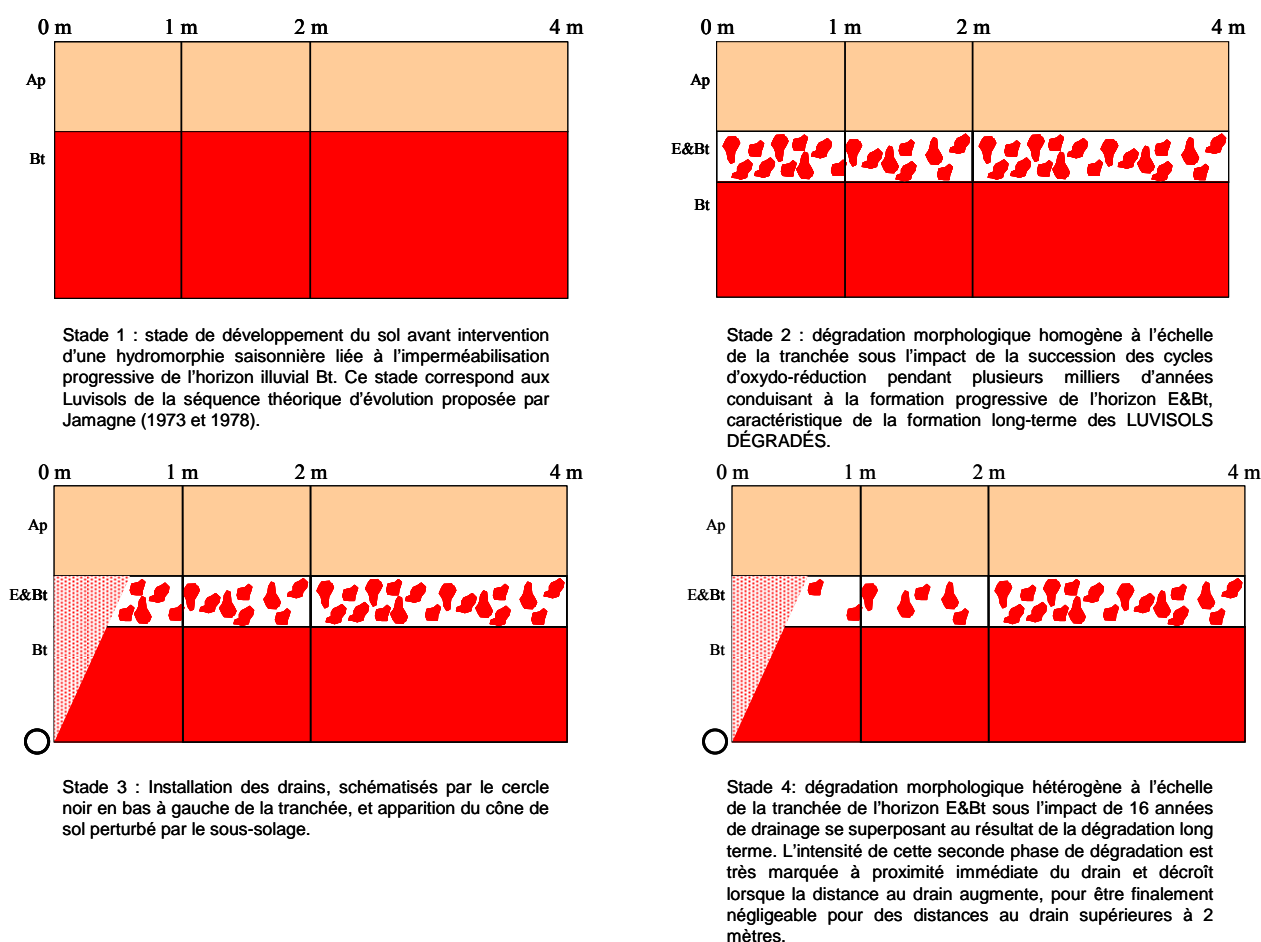 0 m 1 m 2 m 4 m
Ap
Bt
Stade 1 : stade de développement du sol avant intervention
d'une hydromorphie saisonnière liée à l'imperméabilisation
progressive de l'horizon illuvial Bt. Ce stade correspond aux
Luvisols de la séquence théorique d'évolution proposée par
Jamagne (1973 et 1978).
0 m 1 m 2 m 4 m
Ap
E&Bt
Bt
Stade 2 : dégradation morphologique homogène à l'échelle
de la tranchée sous l'impact de la succession des cycles
d'oxydo-réduction pendant plusieurs milliers d'années
conduisant à la formation progressive de l'horizon E&Bt,
caractéristique de la formation long-terme des LUVISOLS
DÉGRADÉS.
0 m 1 m 2 m 4 m
Ap
E&Bt
Bt
Stade 3 : Installation des drains, schématisés par le cercle
noir en bas à gauche de la tranchée, et apparition du cône de
sol perturbé par le sous-solage.
0 m 1 m 2 m 4 m
Ap
E&Bt
Bt
Stade 4: dégradation morphologique hétérogène à l'échelle
de la tranchée de l'horizon E&Bt sous l'impact de 16 années
de drainage se superposant au résultat de la dégradation long
terme. L'intensité de cette seconde phase de dégradation est
très marquée à proximité immédiate du drain et décroît
lorsque la distance au drain augmente, pour être finalement
négligeable pour des distances au drain supérieures à 2
mètres.